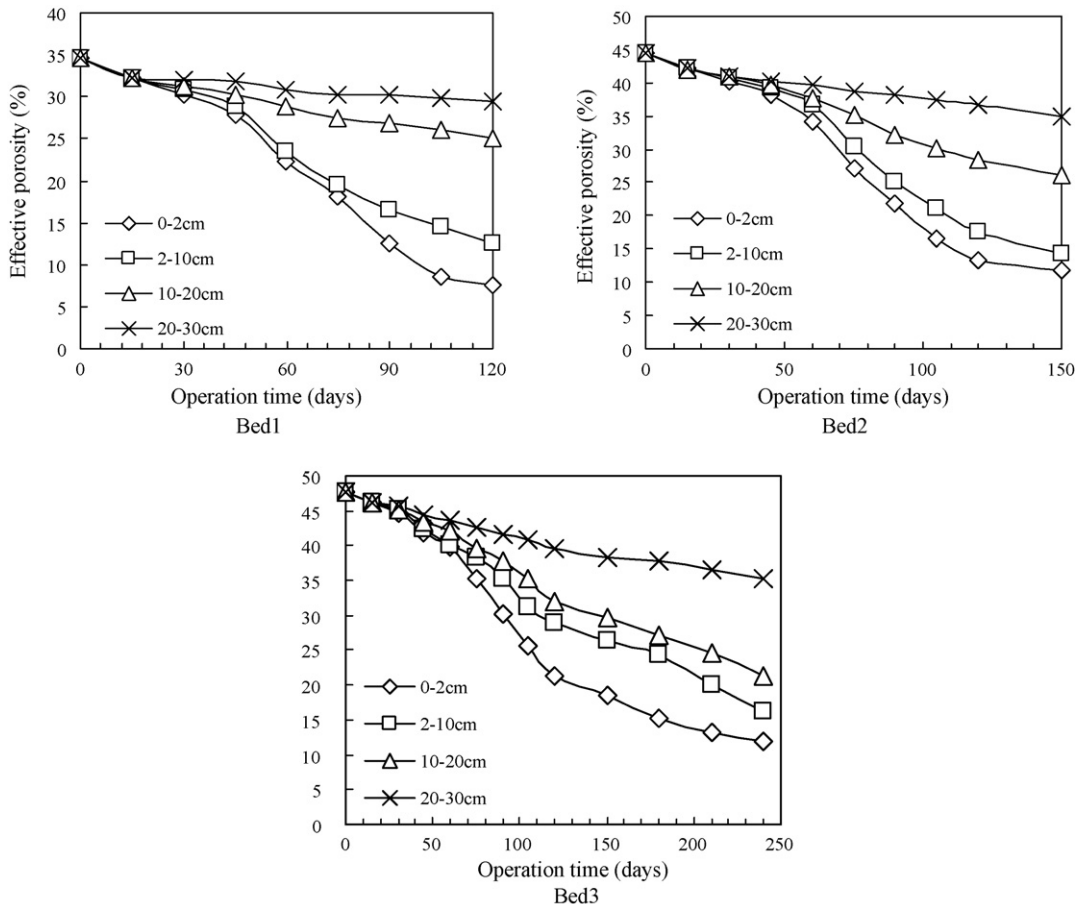 Effective porosity (%)
40
35
30
25
20
15
10
5
0
0-2cm
2-10cm
10-20cm
20-30cm
0 30 60 90 120
Operation time (days)
Bed1
Effective porosity (%)
50
45
40
35
30
25
20
15
10
5
0
0-2cm
2-10cm
10-20cm
20-30cm
0 50 100 150
Operation time (days)
Bed2
Effective porosity (%)
50
45
40
35
30
25
20
15
10
5
0
0-2cm
2-10cm
10-20cm
20-30cm
0 50 100 150 200 250
Operation time (days)
Bed3